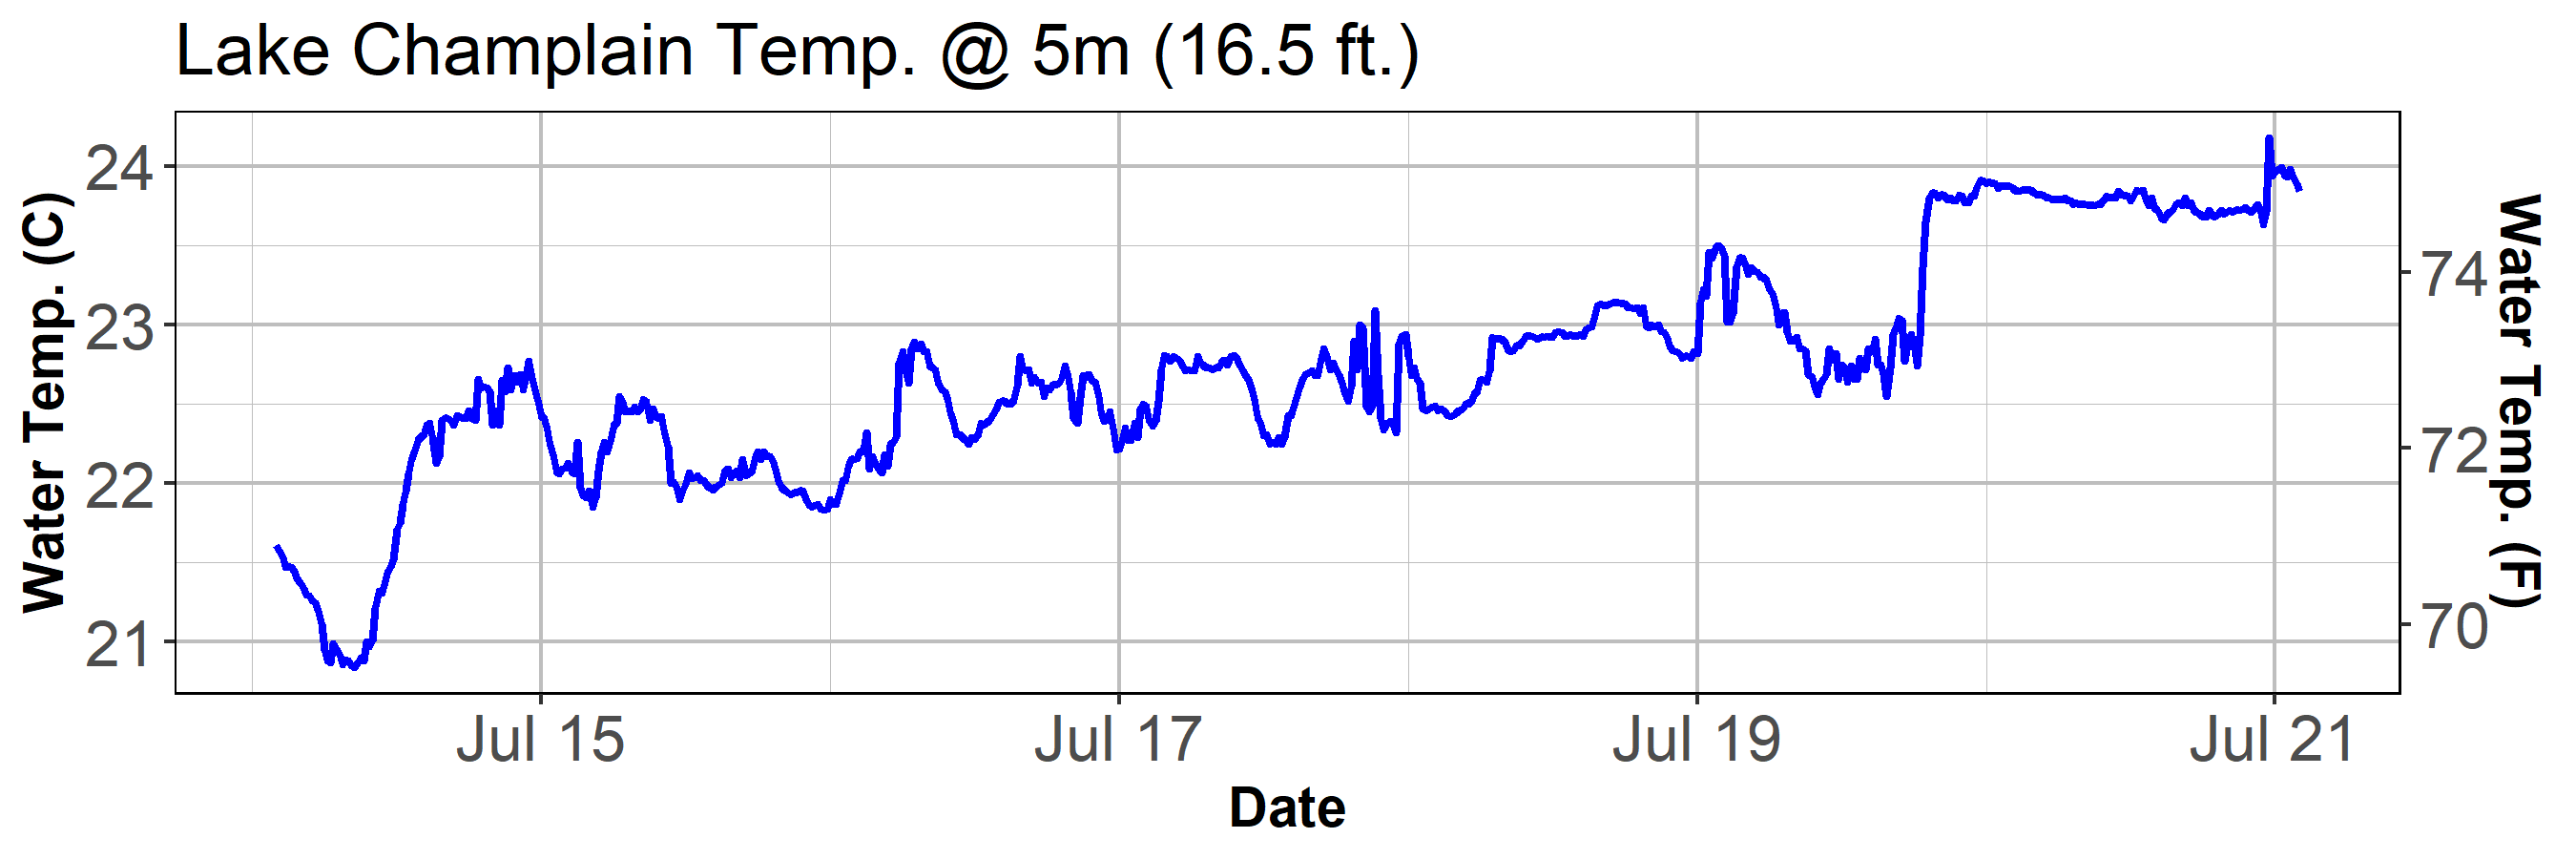 Lake Champlain Temp. @ 5m (16.5 ft.)
Water Temp. (C)
24
23
22
21
74
72
70
Water Temp. (F)
Jul 15
Jul 17
Jul 19
Jul 21
Date